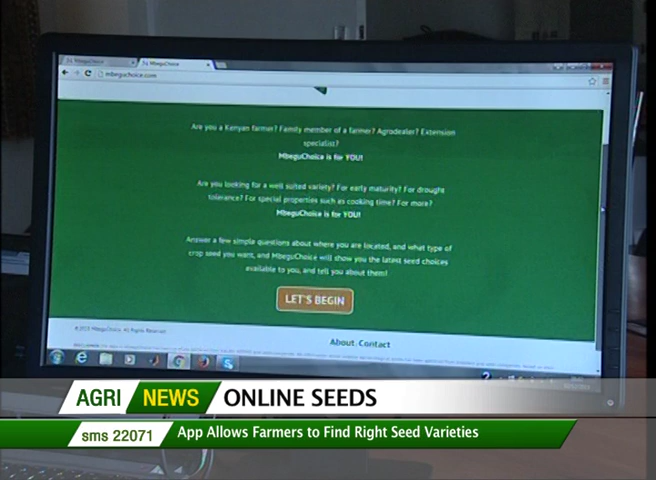 MbeguChoice
MbeguChoice
mbeguchoice.com
Are you a Kenyan farmer? Family member of a farmer? Agrodealer? Extension
specialist?
MbeguChoice is for YOU!
Are you looking for a well suited variety? For early maturity? For drought
tolerance? For special properties such as cooking time? For more?
MbeguChoice is for YOU!
Answer a few simple questions about where you are located, and what type of
crop seed you want, and MbeguChoice will show you the latest seed choices
available to you, and tell you about them!
LET'S BEGIN
MbeguChoice. All Rights Reserved
About. Contact
AGRI NEWS ONLINE SEEDS
sms 22071 App Allows Farmers to Find Right Seed Varieties